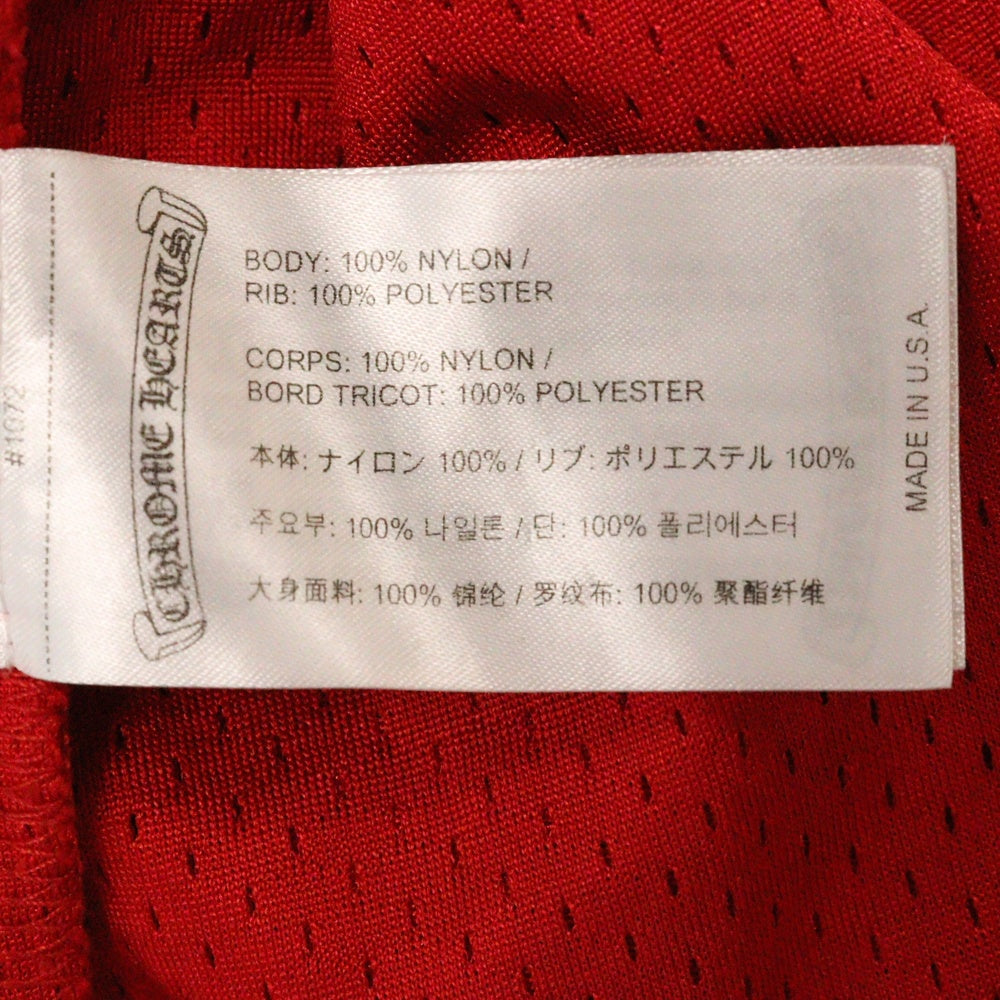 CHROME HEARTS
BODY: 100% NYLON /
RIB: 100% POLYESTER
CORPS: 100% NYLON /
BORD TRICOT: 100% POLYESTER
本体: ナイロン 100% / リブ: ポリエステル 100%
주요부: 100% 나일론 / 단: 100% 폴리에스터
大身面料: 100% 锦纶 / 罗纹布: 100% 聚酯纤维
MADE IN U.S.A.
#1072